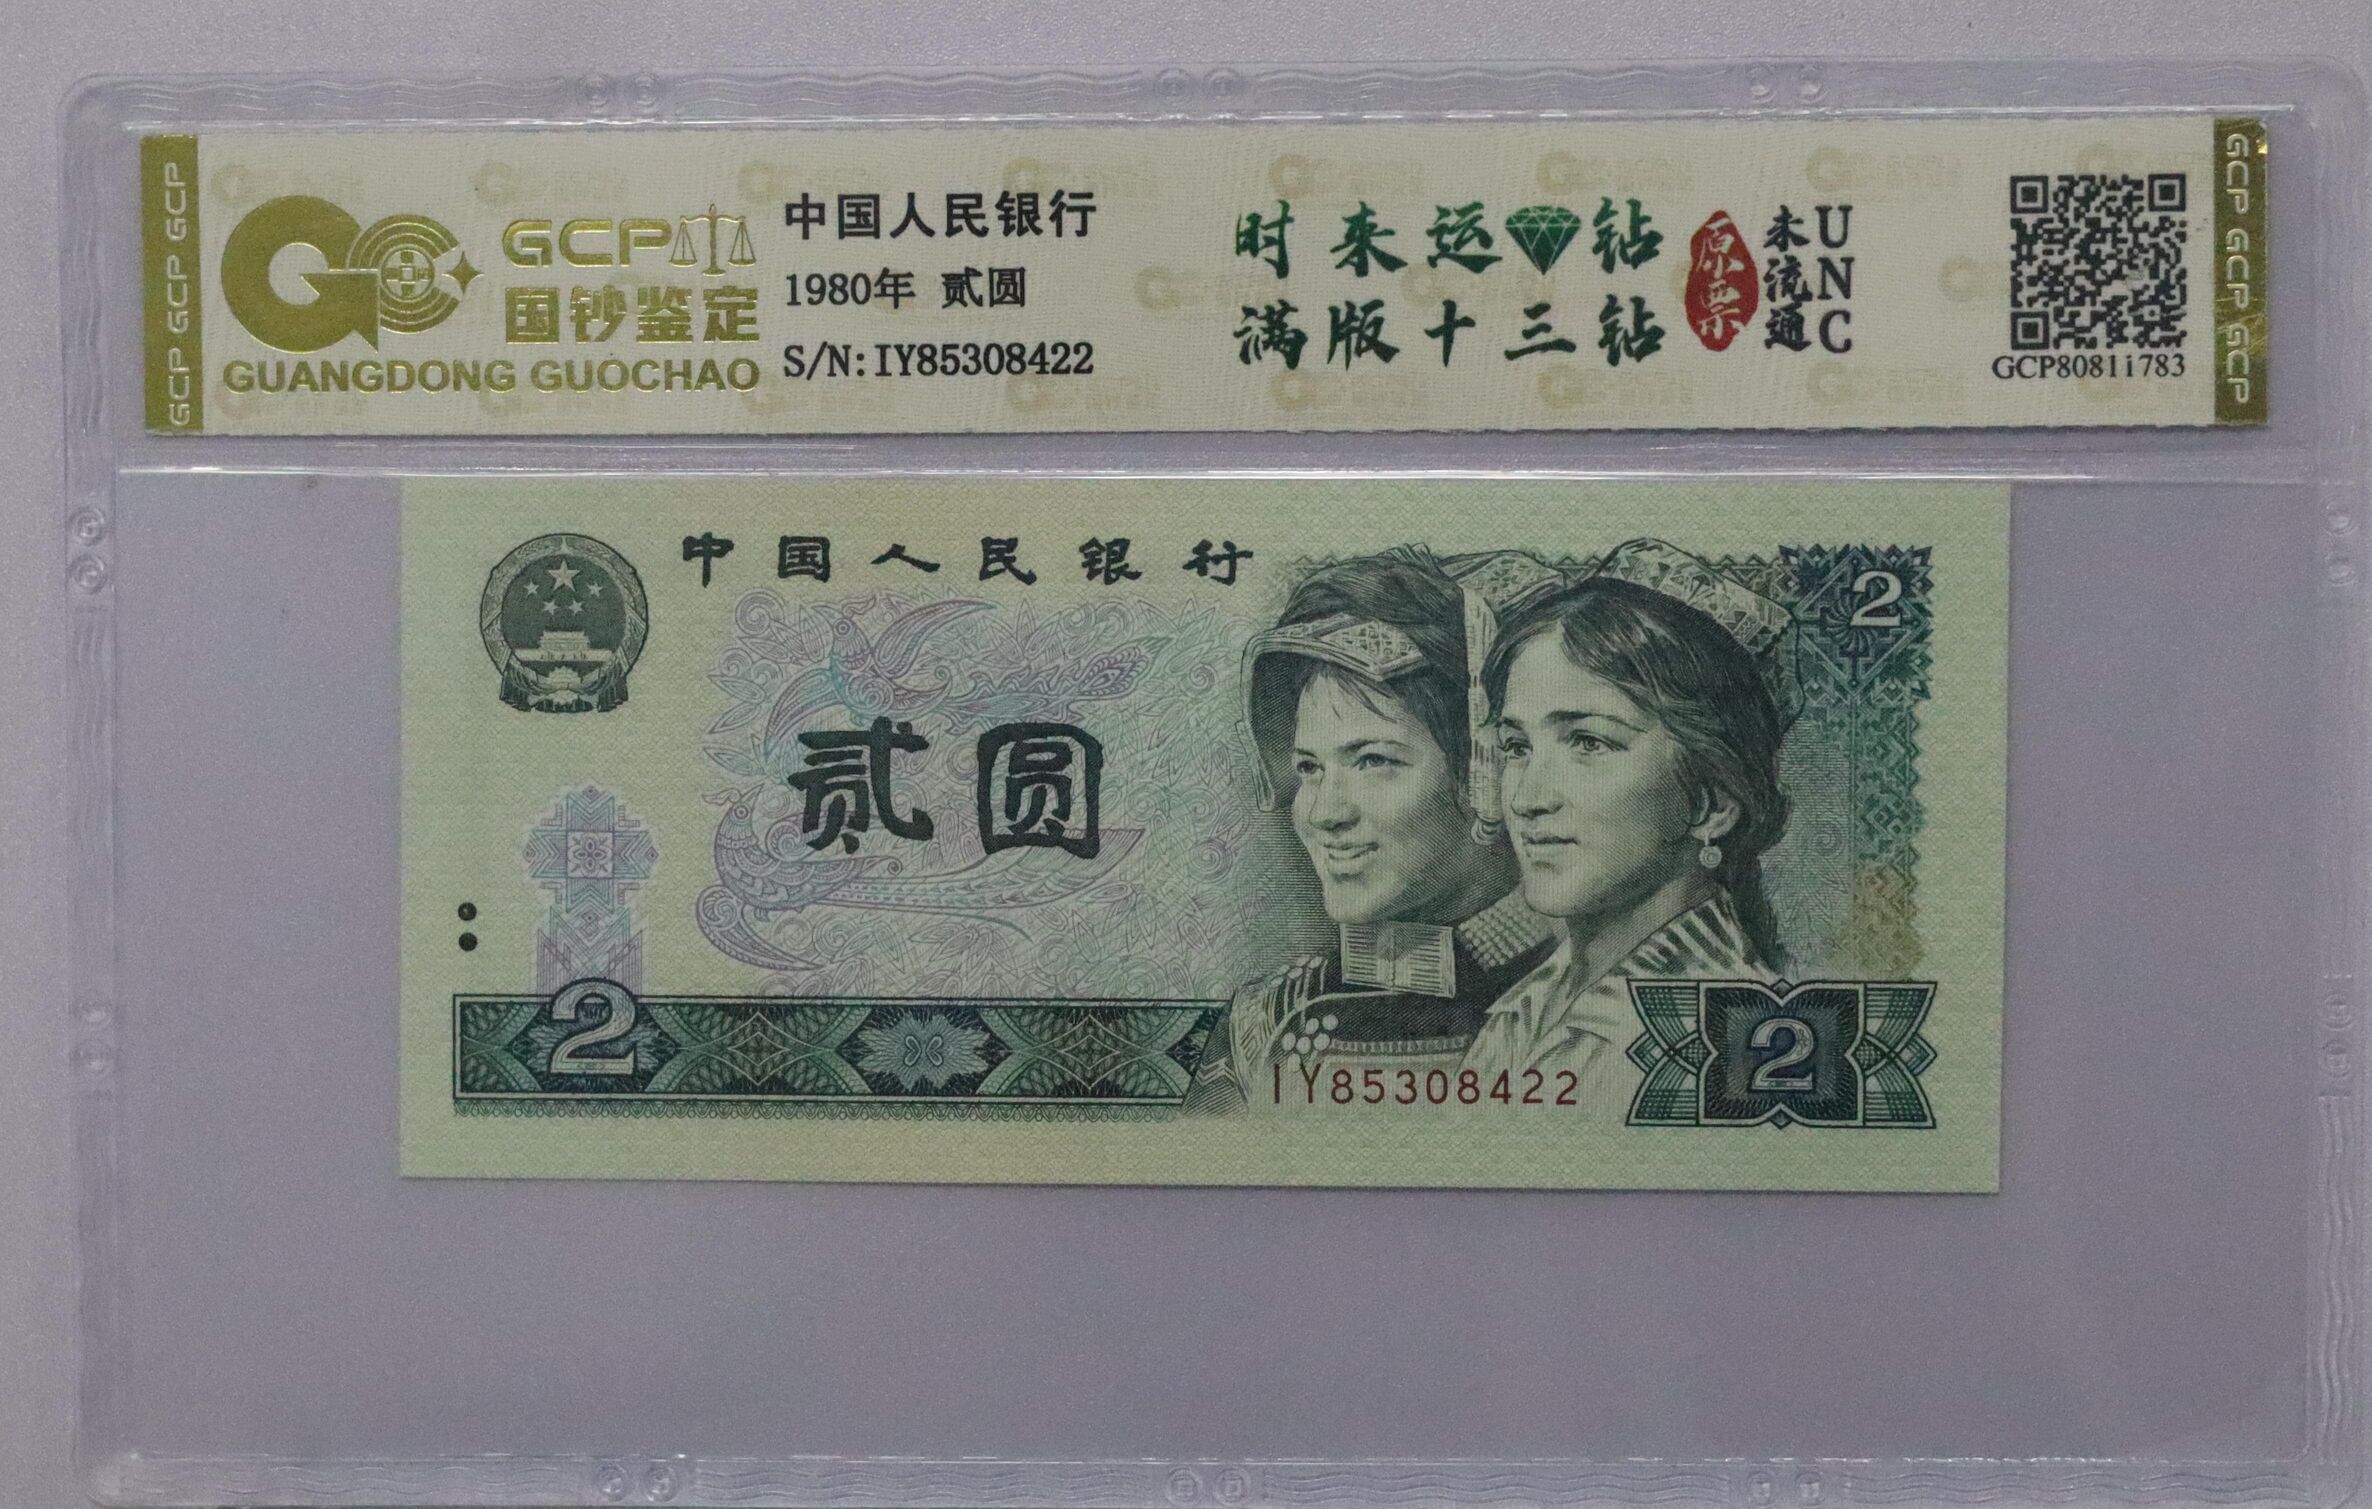 GCP GCP GCP
GCP
国钞鉴定
GUANGDONG GUOCHAO
中国人民银行
1980年 贰圆
S/N:IY85308422
时来运钻
满版十三钻
原票
未流通
UNC
GCP80811783
GCP GCP GCP
中国人民银行
2
贰圆
2
IY85308422
2